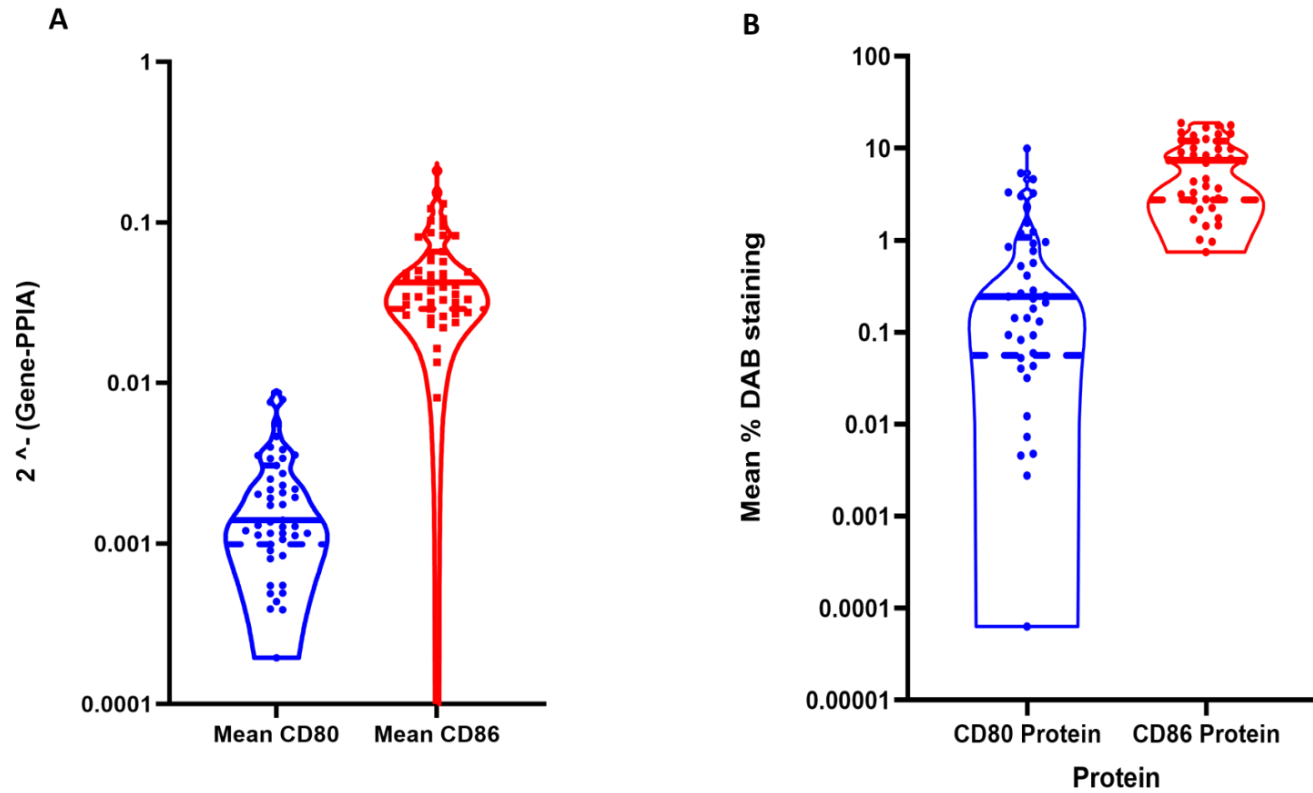 A
2 ^- (Gene-PPIA)
1
0.1
0.01
0.001
0.0001
Mean CD80
Mean CD86
B
Mean % DAB staining
100
10
1
0.1
0.01
0.001
0.0001
0.00001
CD80 Protein
CD86 Protein
Protein